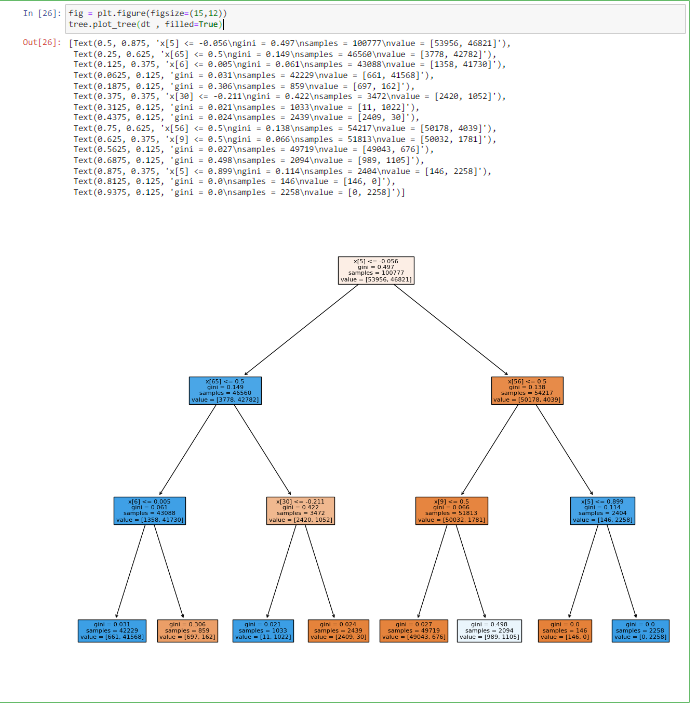 In [26]: fig = plt.figure(figsize=(15,12))
tree.plot_tree(dt , filled=True)
Out[26]: [Text(0.5, 0.875, 'x[5] <= -0.056\ngini = 0.497\nsamples = 100777\nvalue = [53956, 46821]'),
Text(0.25, 0.625, 'x[65] <= 0.5\ngini = 0.149\nsamples = 46560\nvalue = [3778, 42782]'),
Text(0.125, 0.375, 'x[6] <= 0.005\ngini = 0.061\nsamples = 43088\nvalue = [1358, 41730]'),
Text(0.0625, 0.125, 'gini = 0.031\nsamples = 42229\nvalue = [661, 41568]'),
Text(0.1875, 0.125, 'gini = 0.306\nsamples = 859\nvalue = [697, 162]'),
Text(0.375, 0.375, 'x[30] <= -0.211\ngini = 0.422\nsamples = 3472\nvalue = [2420, 1052]'),
Text(0.3125, 0.125, 'gini = 0.021\nsamples = 1033\nvalue = [11, 1022]'),
Text(0.4375, 0.125, 'gini = 0.024\nsamples = 2439\nvalue = [2409, 30]'),
Text(0.75, 0.625, 'x[56] <= 0.5\ngini = 0.138\nsamples = 54217\nvalue = [50178, 4039]'),
Text(0.625, 0.375, 'x[9] <= 0.5\ngini = 0.066\nsamples = 51813\nvalue = [50032, 1781]'),
Text(0.5625, 0.125, 'gini = 0.027\nsamples = 49719\nvalue = [49043, 676]'),
Text(0.6875, 0.125, 'gini = 0.498\nsamples = 2094\nvalue = [989, 1105]'),
Text(0.875, 0.375, 'x[5] <= 0.899\ngini = 0.114\nsamples = 2404\nvalue = [146, 2258]'),
Text(0.8125, 0.125, 'gini = 0.0\nsamples = 146\nvalue = [146, 0]'),
Text(0.9375, 0.125, 'gini = 0.0\nsamples = 2258\nvalue = [0, 2258]')]
x[5] <= -0.056
gini = 0.497
samples = 100777
value = [53956, 46821]
x[65] <= 0.5
gini = 0.149
samples = 46560
value = [3778, 42782]
x[56] <= 0.5
gini = 0.138
samples = 54217
value = [50178, 4039]
x[6] <= 0.005
gini = 0.061
samples = 43088
value = [1358, 41730]
x[30] <= -0.211
gini = 0.422
samples = 3472
value = [2420, 1052]
x[9] <= 0.5
gini = 0.066
samples = 51813
value = [50032, 1781]
x[5] <= 0.899
gini = 0.114
samples = 2404
value = [146, 2258]
gini = 0.031
samples = 42229
value = [661, 41568]
gini = 0.306
samples = 859
value = [697, 162]
gini = 0.021
samples = 1033
value = [11, 1022]
gini = 0.024
samples = 2439
value = [2409, 30]
gini = 0.027
samples = 49719
value = [49043, 676]
gini = 0.498
samples = 2094
value = [989, 1105]
gini = 0.0
samples = 146
value = [146, 0]
gini = 0.0
samples = 2258
value = [0, 2258]